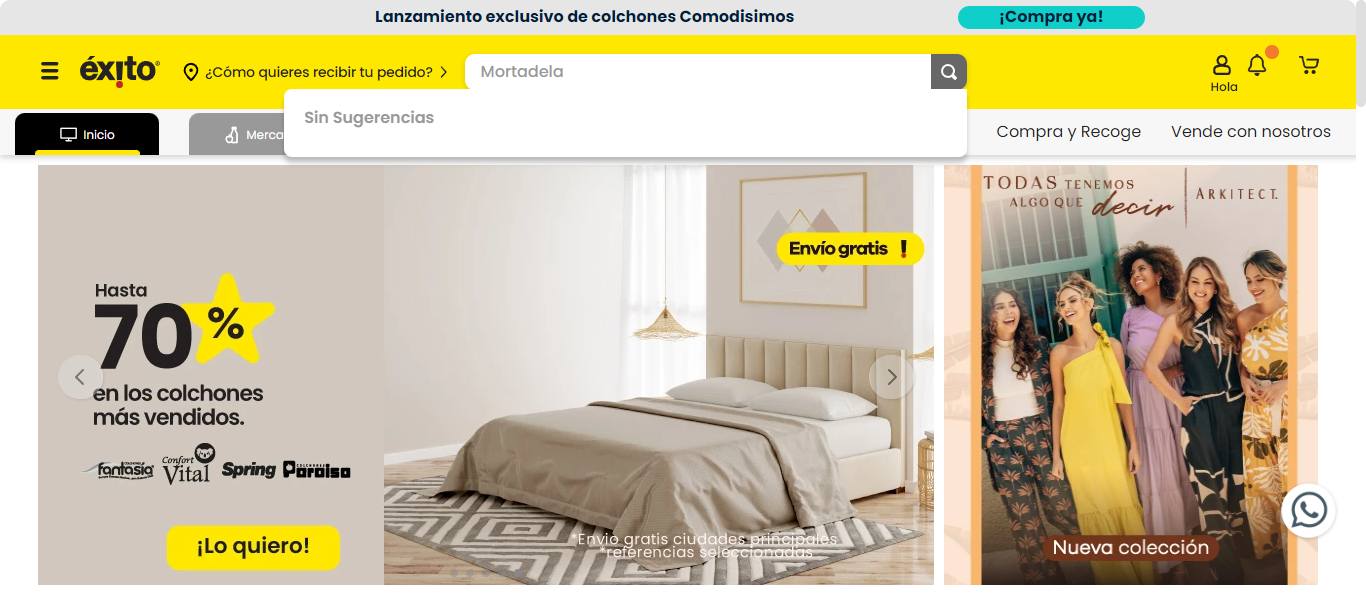 Lanzamiento exclusivo de colchones Comodisimos
¡Compra ya!
éxito
¿Cómo quieres recibir tu pedido?
Mortadela
Hola
Sin Sugerencias
Inicio
Merca
Compra y Recoge
Vende con nosotros
Hasta
70%
en los colchones
más vendidos.
fantasia
Confort
Vital
Spring
Paraiso
¡Lo quiero!
Envío gratis !
*Envío gratis ciudades principales
*referencias seleccionadas
TODAS TENEMOS
ALGO QUE decir
ARKITECT.
Nueva colección